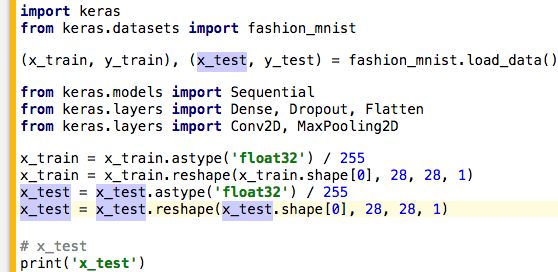 import keras
from keras.datasets import fashion_mnist
(x_train, y_train), (x_test, y_test) = fashion_mnist.load_data()
from keras.models import Sequential
from keras.layers import Dense, Dropout, Flatten
from keras.layers import Conv2D, MaxPooling2D
x_train = x_train.astype('float32') / 255
x_train = x_train.reshape(x_train.shape[0], 28, 28, 1)
x_test = x_test.astype('float32') / 255
x_test = x_test.reshape(x_test.shape[0], 28, 28, 1)
# x_test
print('x_test')